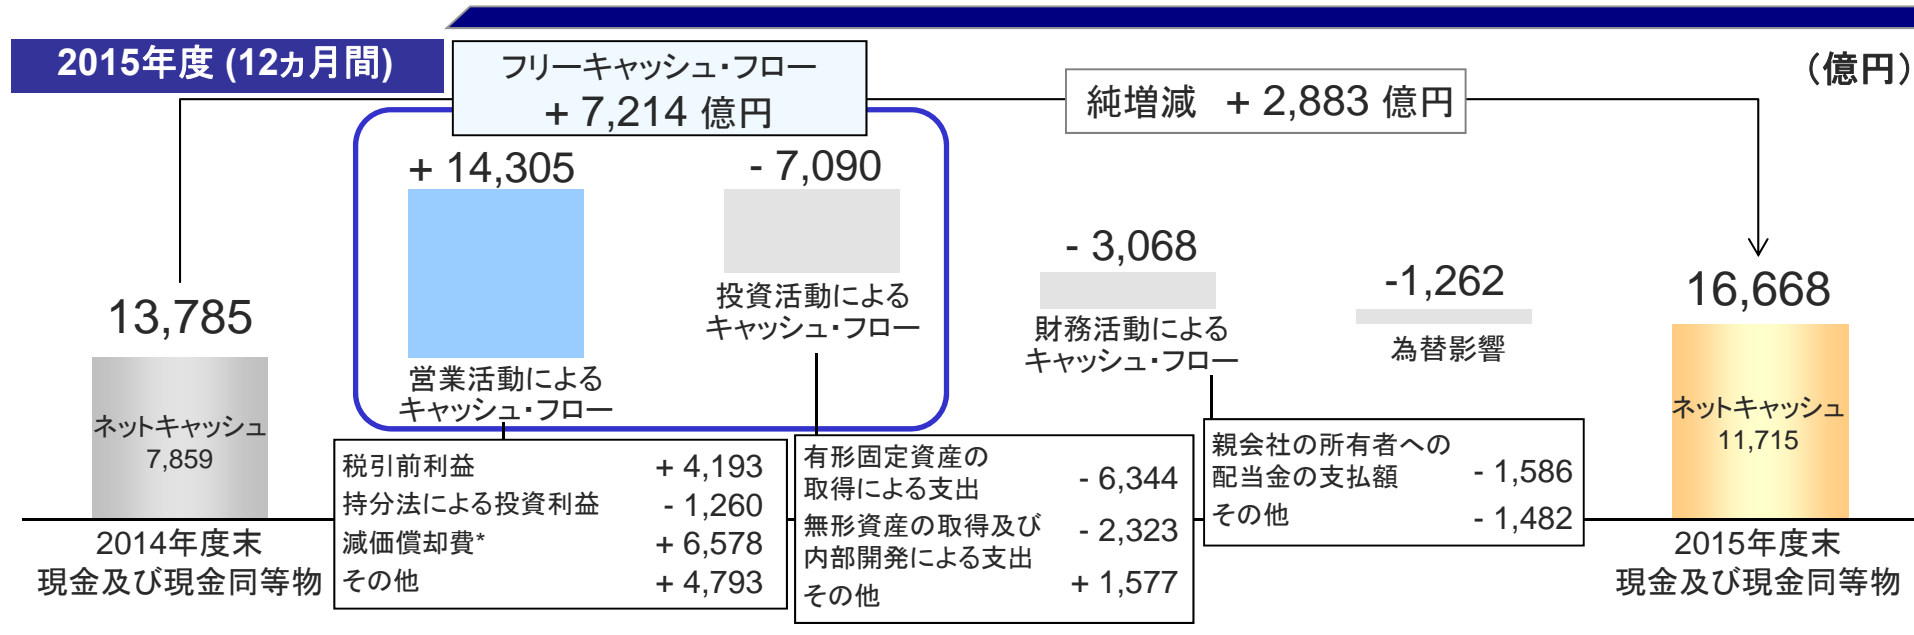 2015年度 (12ヵ月間)
フリーキャッシュ・フロー
+ 7,214 億円
純増減 + 2,883 億円
（億円）
+ 14,305
- 7,090
- 3,068
-1,262
13,785
16,668
投資活動による
キャッシュ・フロー
財務活動による
キャッシュ・フロー
為替影響
営業活動による
キャッシュ・フロー
ネットキャッシュ
7,859
ネットキャッシュ
11,715
税引前利益 + 4,193
持分法による投資利益 - 1,260
減価償却費* + 6,578
その他 + 4,793
有形固定資産の
取得による支出 - 6,344
無形資産の取得及び
内部開発による支出 - 2,323
その他 + 1,577
親会社の所有者への
配当金の支払額 - 1,586
その他 - 1,482
2014年度末
現金及び現金同等物
2015年度末
現金及び現金同等物